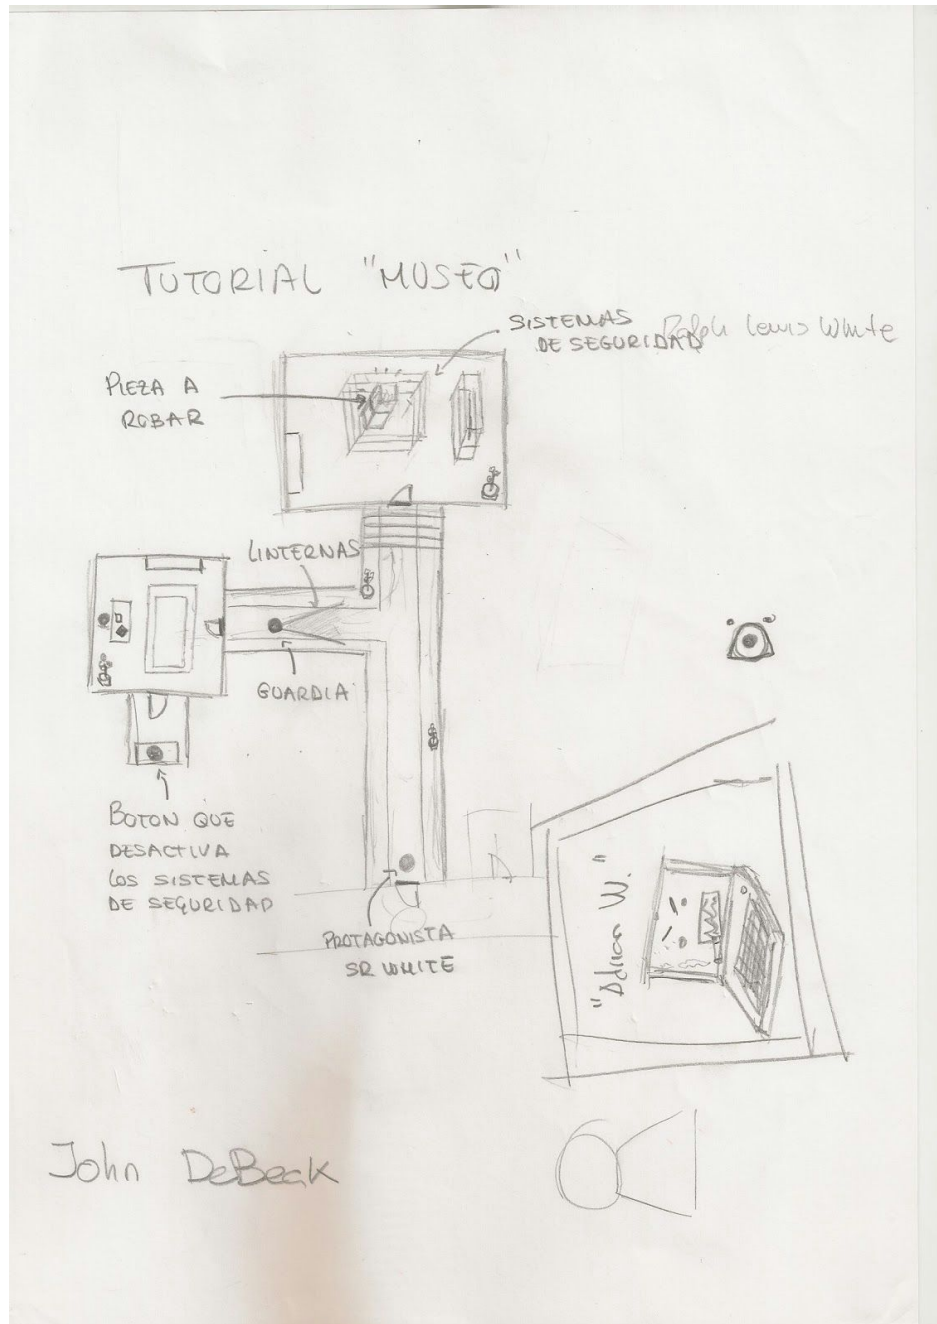 TUTORIAL "MUSEO"
SISTEMAS
DE SEGURIDAD
Ralph Lewis White
PIEZA A
ROBAR
LINTERNAS
GUARDIA
BOTON QUE
DESACTIVA
LOS SISTEMAS
DE SEGURIDAD
PROTAGONISTA
SR WHITE
W."
John DeBeck